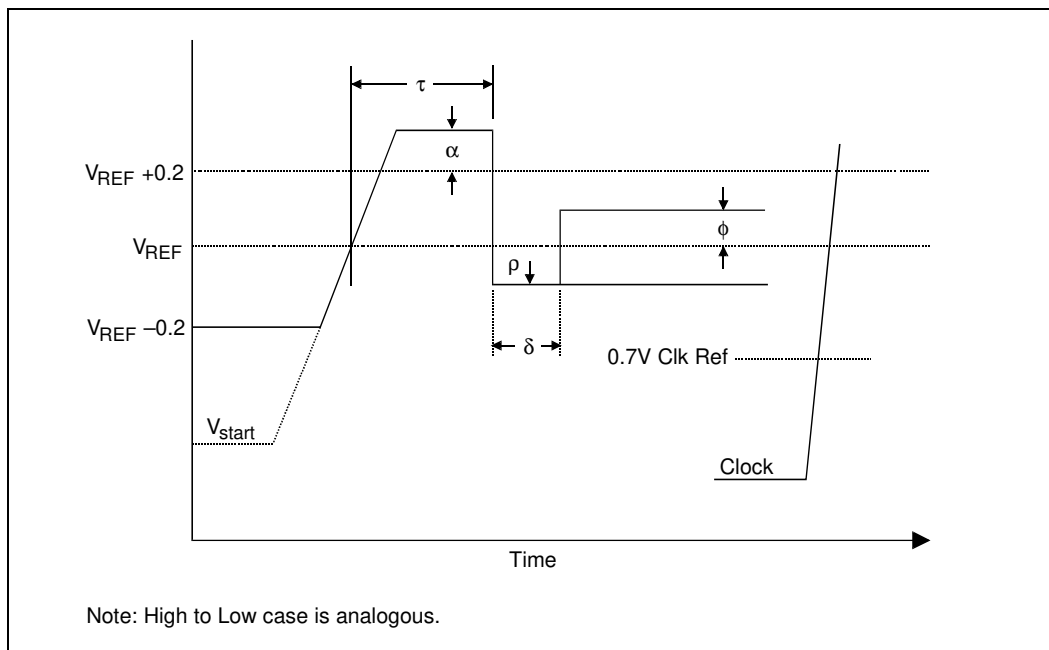 τ
α
V_REF +0.2
ϕ
V_REF
ρ
V_REF –0.2
δ
0.7V Clk Ref
V_start
Clock
Time
Note: High to Low case is analogous.